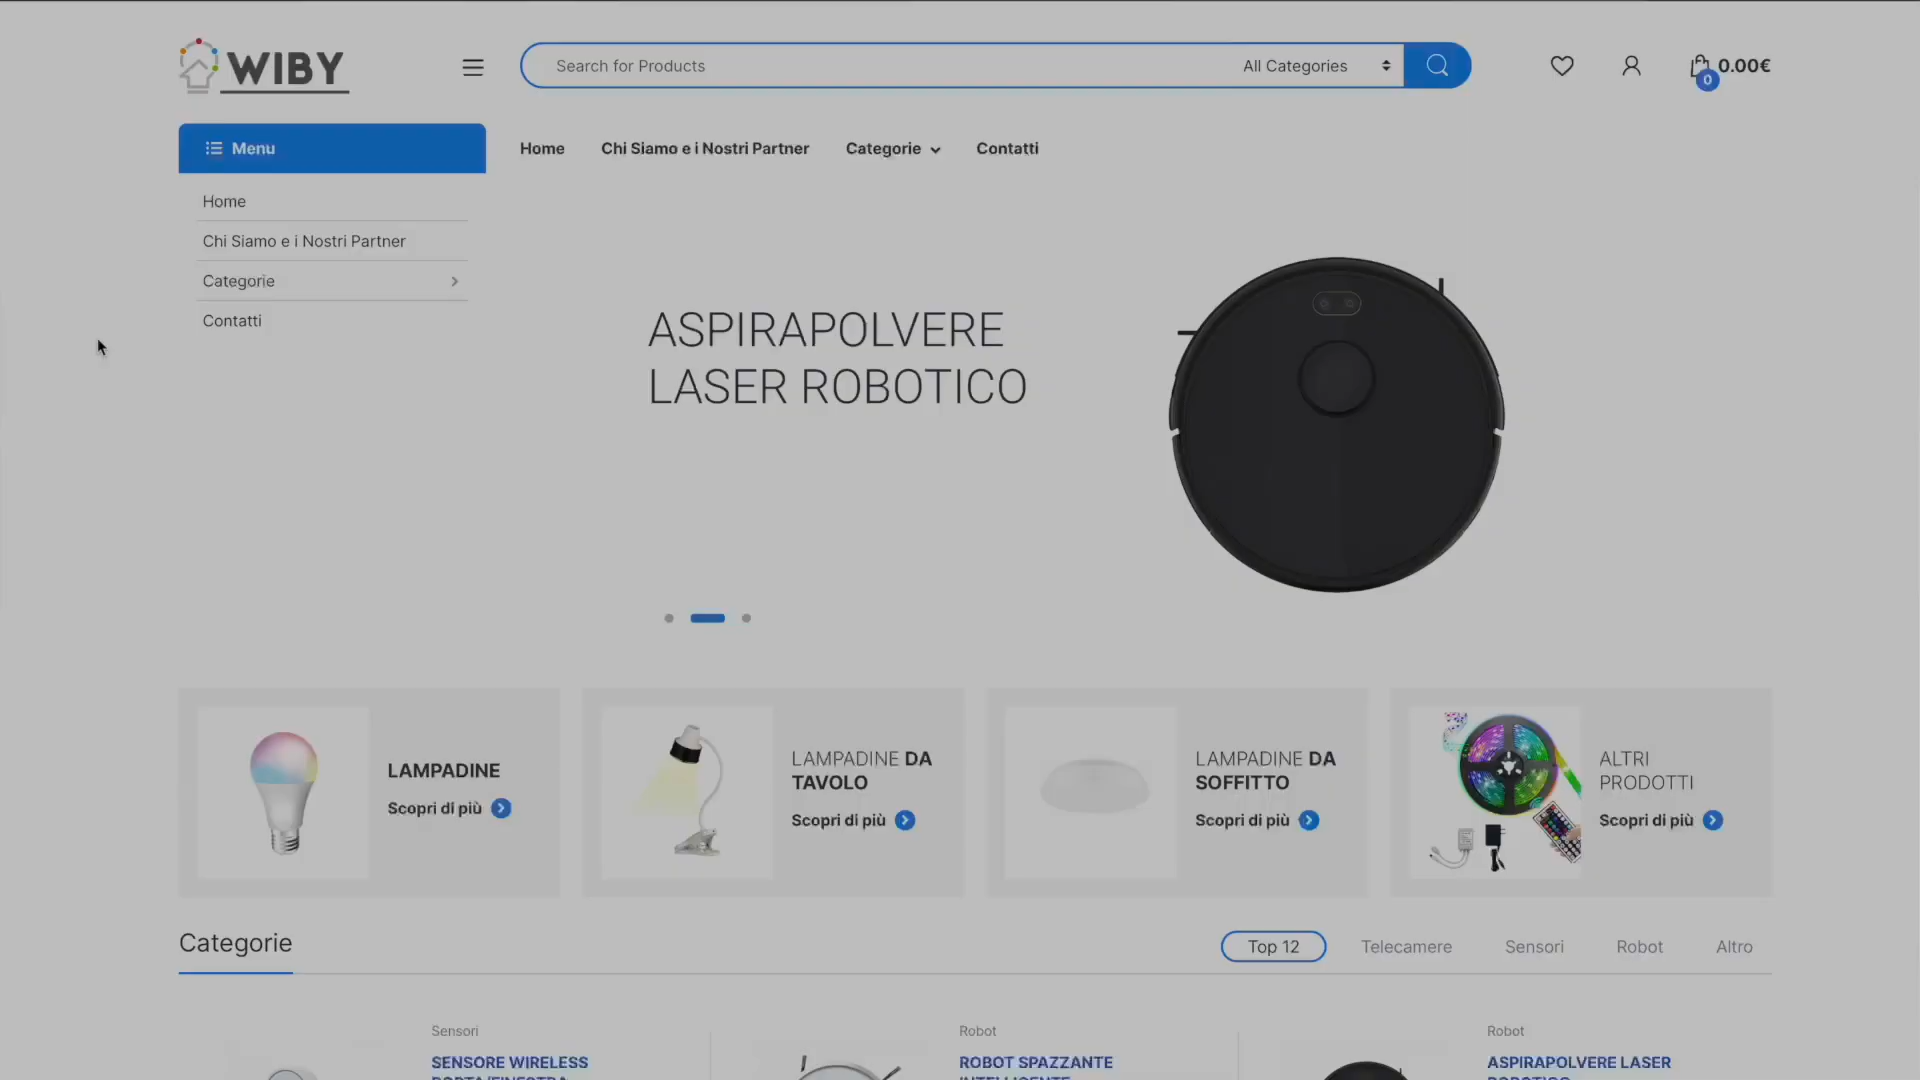 WIBY
Search for Products
All Categories
0.00€
0
Menu
Home
Chi Siamo e i Nostri Partner
Categorie
Contatti
Home
Chi Siamo e i Nostri Partner
Categorie
Contatti
ASPIRAPOLVERE
LASER ROBOTICO
LAMPADINE
Scopri di più
LAMPADINE DA
TAVOLO
Scopri di più
LAMPADINE DA
SOFFITTO
Scopri di più
ALTRI
PRODOTTI
Scopri di più
Categorie
Top 12
Telecamere
Sensori
Robot
Altro
Sensori
SENSORE WIRELESS
Robot
ROBOT SPAZZANTE
Robot
ASPIRAPOLVERE LASER